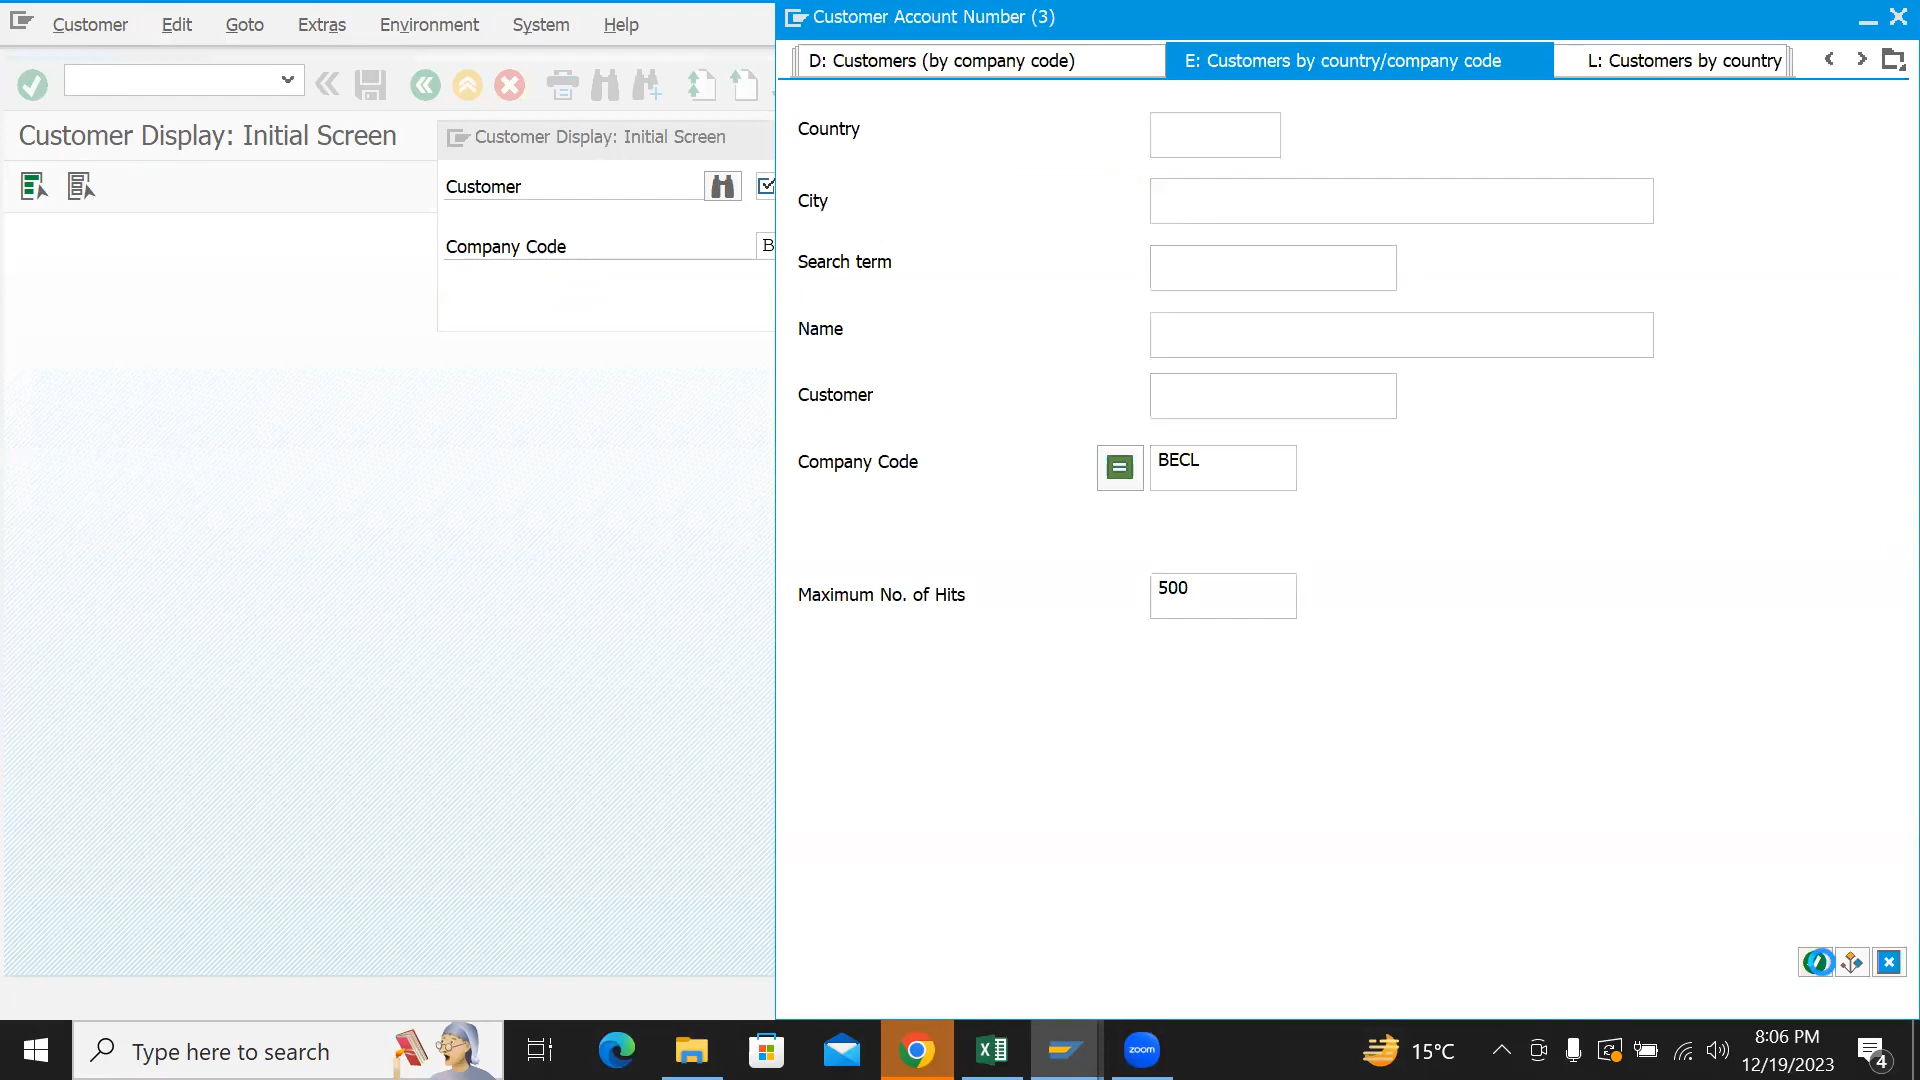 Customer Edit Goto Extras Environment System Help
Customer Display: Initial Screen
Customer Display: Initial Screen
Customer
Company Code B
Customer Account Number (3)
D: Customers (by company code) E: Customers by country/company code L: Customers by country
Country
City
Search term
Name
Customer
Company Code BECL
Maximum No. of Hits 500
Type here to search
zoom
15°C
8:06 PM
12/19/2023
4